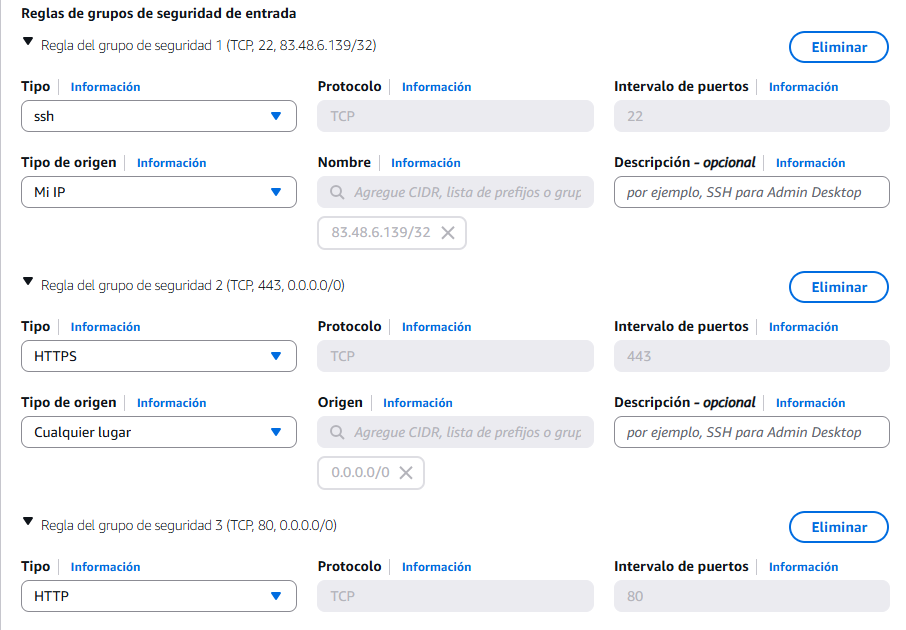 Reglas de grupos de seguridad de entrada
Regla del grupo de seguridad 1 (TCP, 22, 83.48.6.139/32)
Eliminar
Tipo Información Protocolo Información Intervalo de puertos Información
ssh TCP 22
Tipo de origen Información Nombre Información Descripción - opcional Información
Mi IP Agregue CIDR, lista de prefijos o grup por ejemplo, SSH para Admin Desktop
83.48.6.139/32
Regla del grupo de seguridad 2 (TCP, 443, 0.0.0.0/0)
Eliminar
Tipo Información Protocolo Información Intervalo de puertos Información
HTTPS TCP 443
Tipo de origen Información Origen Información Descripción - opcional Información
Cualquier lugar Agregue CIDR, lista de prefijos o grup por ejemplo, SSH para Admin Desktop
0.0.0.0/0
Regla del grupo de seguridad 3 (TCP, 80, 0.0.0.0/0)
Eliminar
Tipo Información Protocolo Información Intervalo de puertos Información
HTTP TCP 80